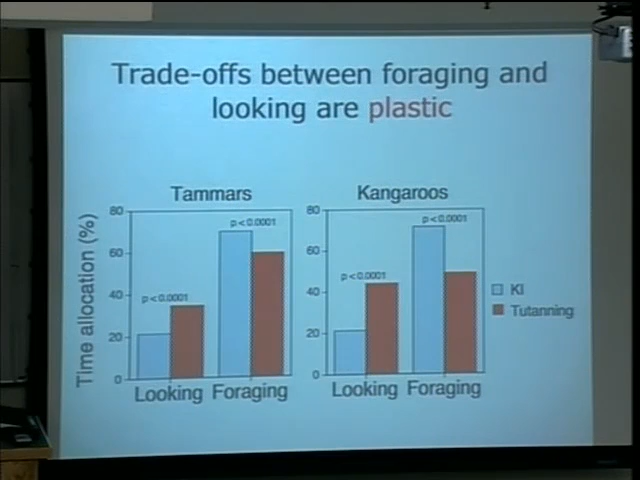 Trade-offs between foraging and
looking are plastic
Tammars
Kangaroos
Time allocation (%)
80
60
40
20
0
p<0.0001
p<0.0001
Looking
Foraging
80
60
40
20
0
p<0.0001
p<0.0001
Looking
Foraging
KI
Tutanning